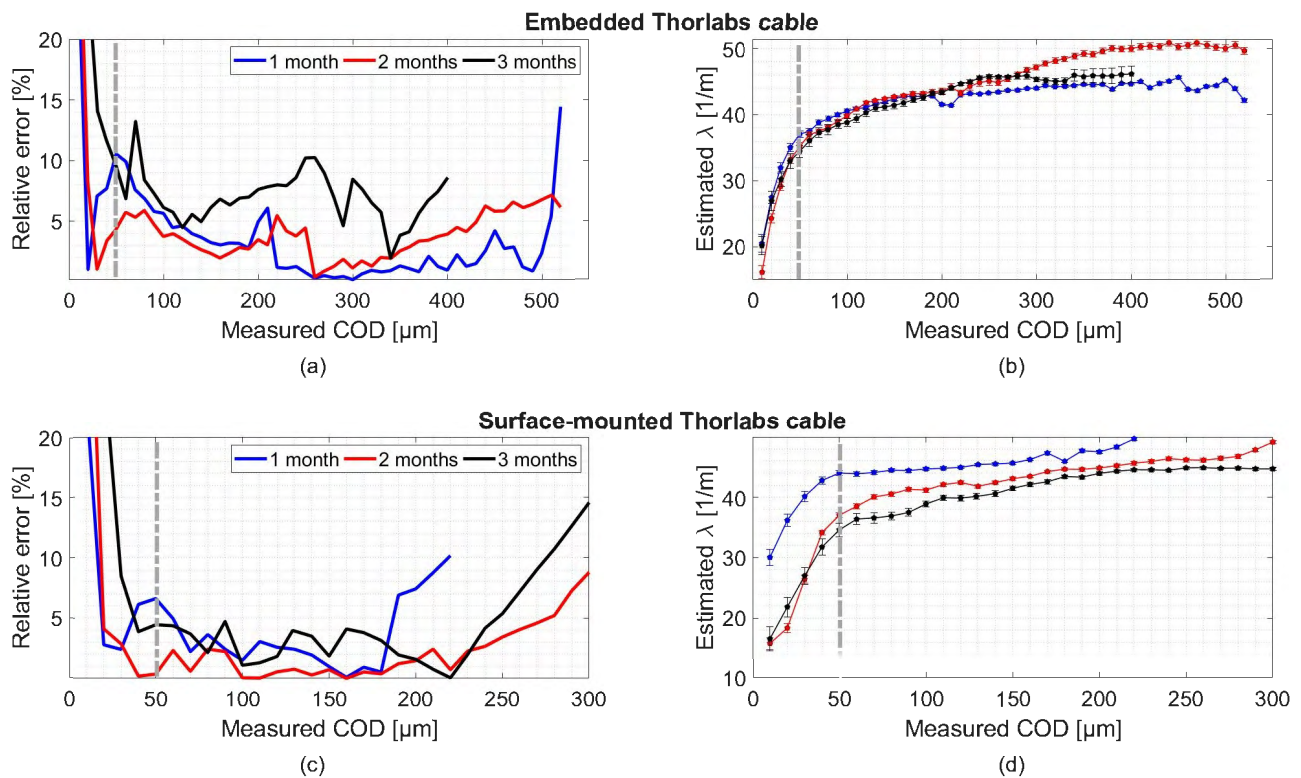 Embedded Thorlabs cable
Relative error [%]
20
15
10
5
1 month 2 months 3 months
0 100 200 300 400 500
Measured COD [µm]
(a)
Estimated λ [1/m]
50
40
30
20
100 200 300 400 500
0
Measured COD [µm]
(b)
Surface-mounted Thorlabs cable
Relative error [%]
20
15
10
5
1 month 2 months 3 months
0 50 100 150 200 250 300
Measured COD [µm]
(c)
Estimated λ [1/m]
40
30
20
10
0 50 100 150 200 250 300
Measured COD [µm]
(d)